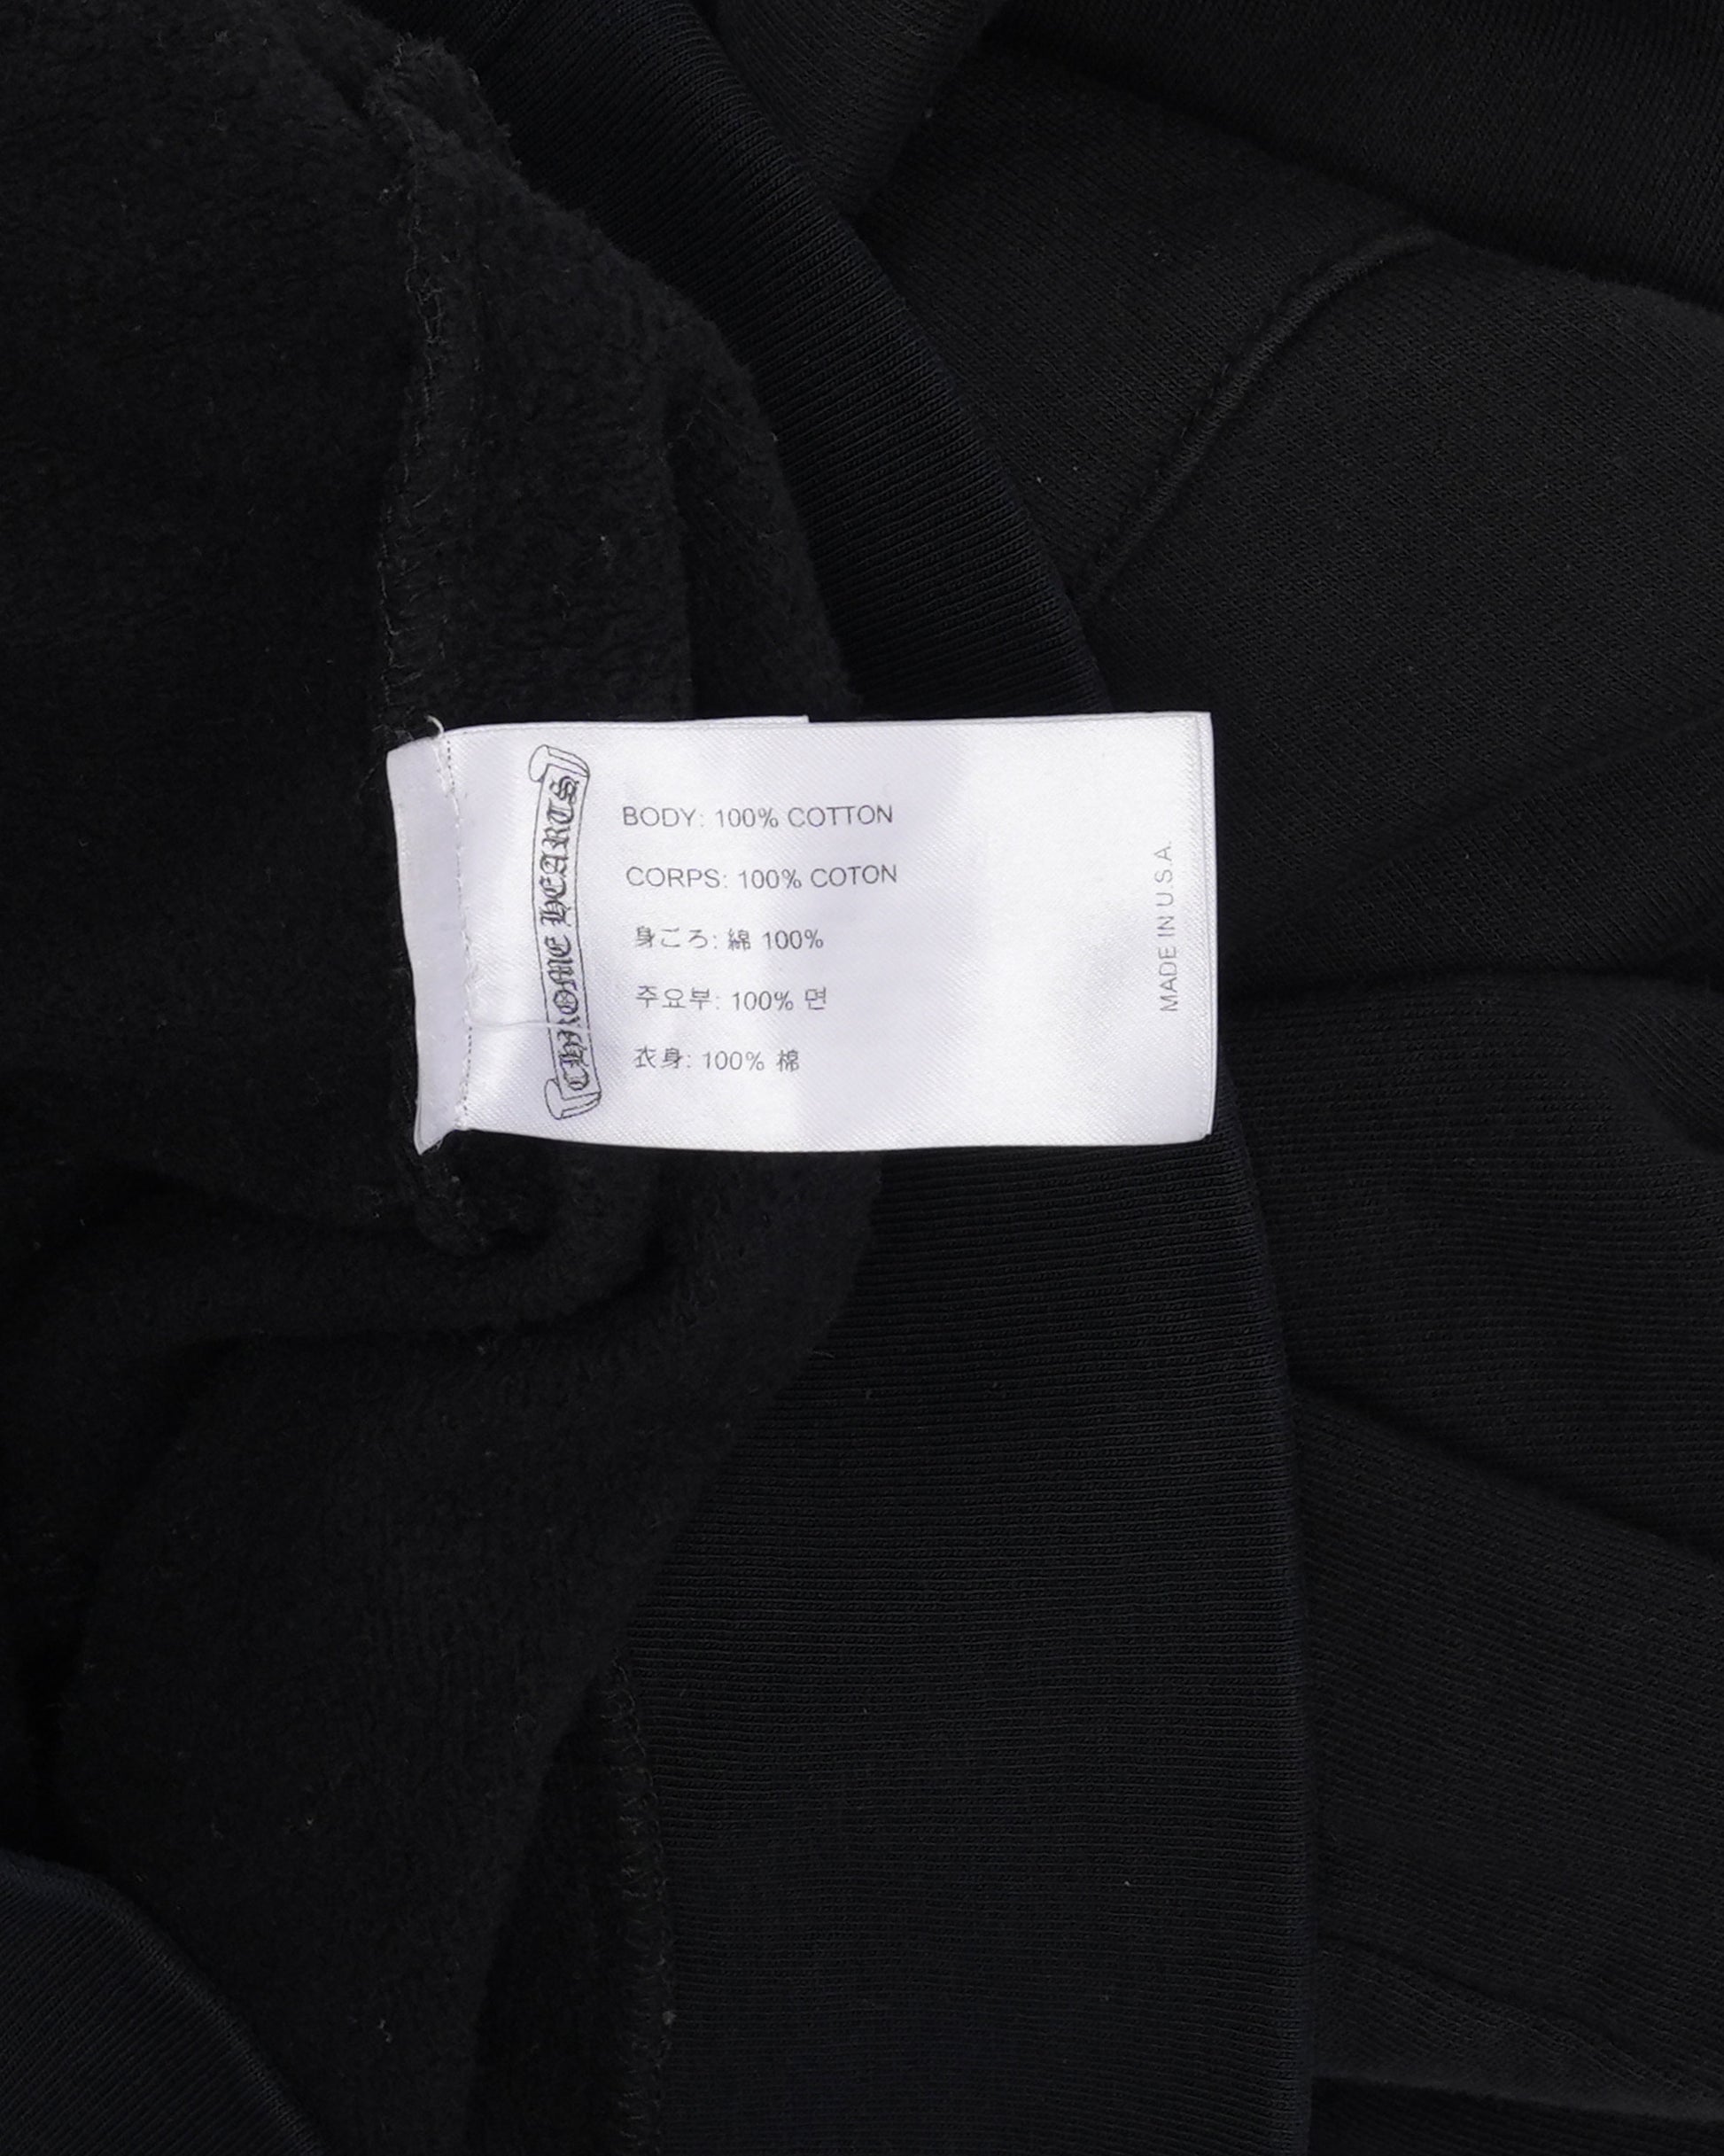 CHROME HEARTS
BODY: 100% COTTON
CORPS: 100% COTON
身ごろ: 綿 100%
주요부: 100% 면
衣身: 100% 棉
MADE IN U.S.A.